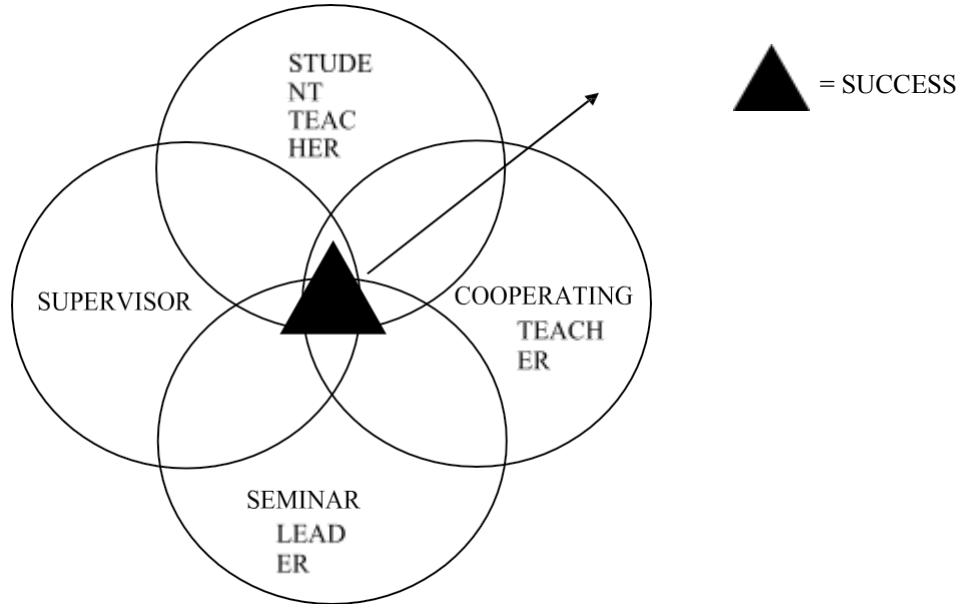 STUDE
NT
TEAC
HER
= SUCCESS
SUPERVISOR
COOPERATING
TEACH
ER
SEMINAR
LEAD
ER